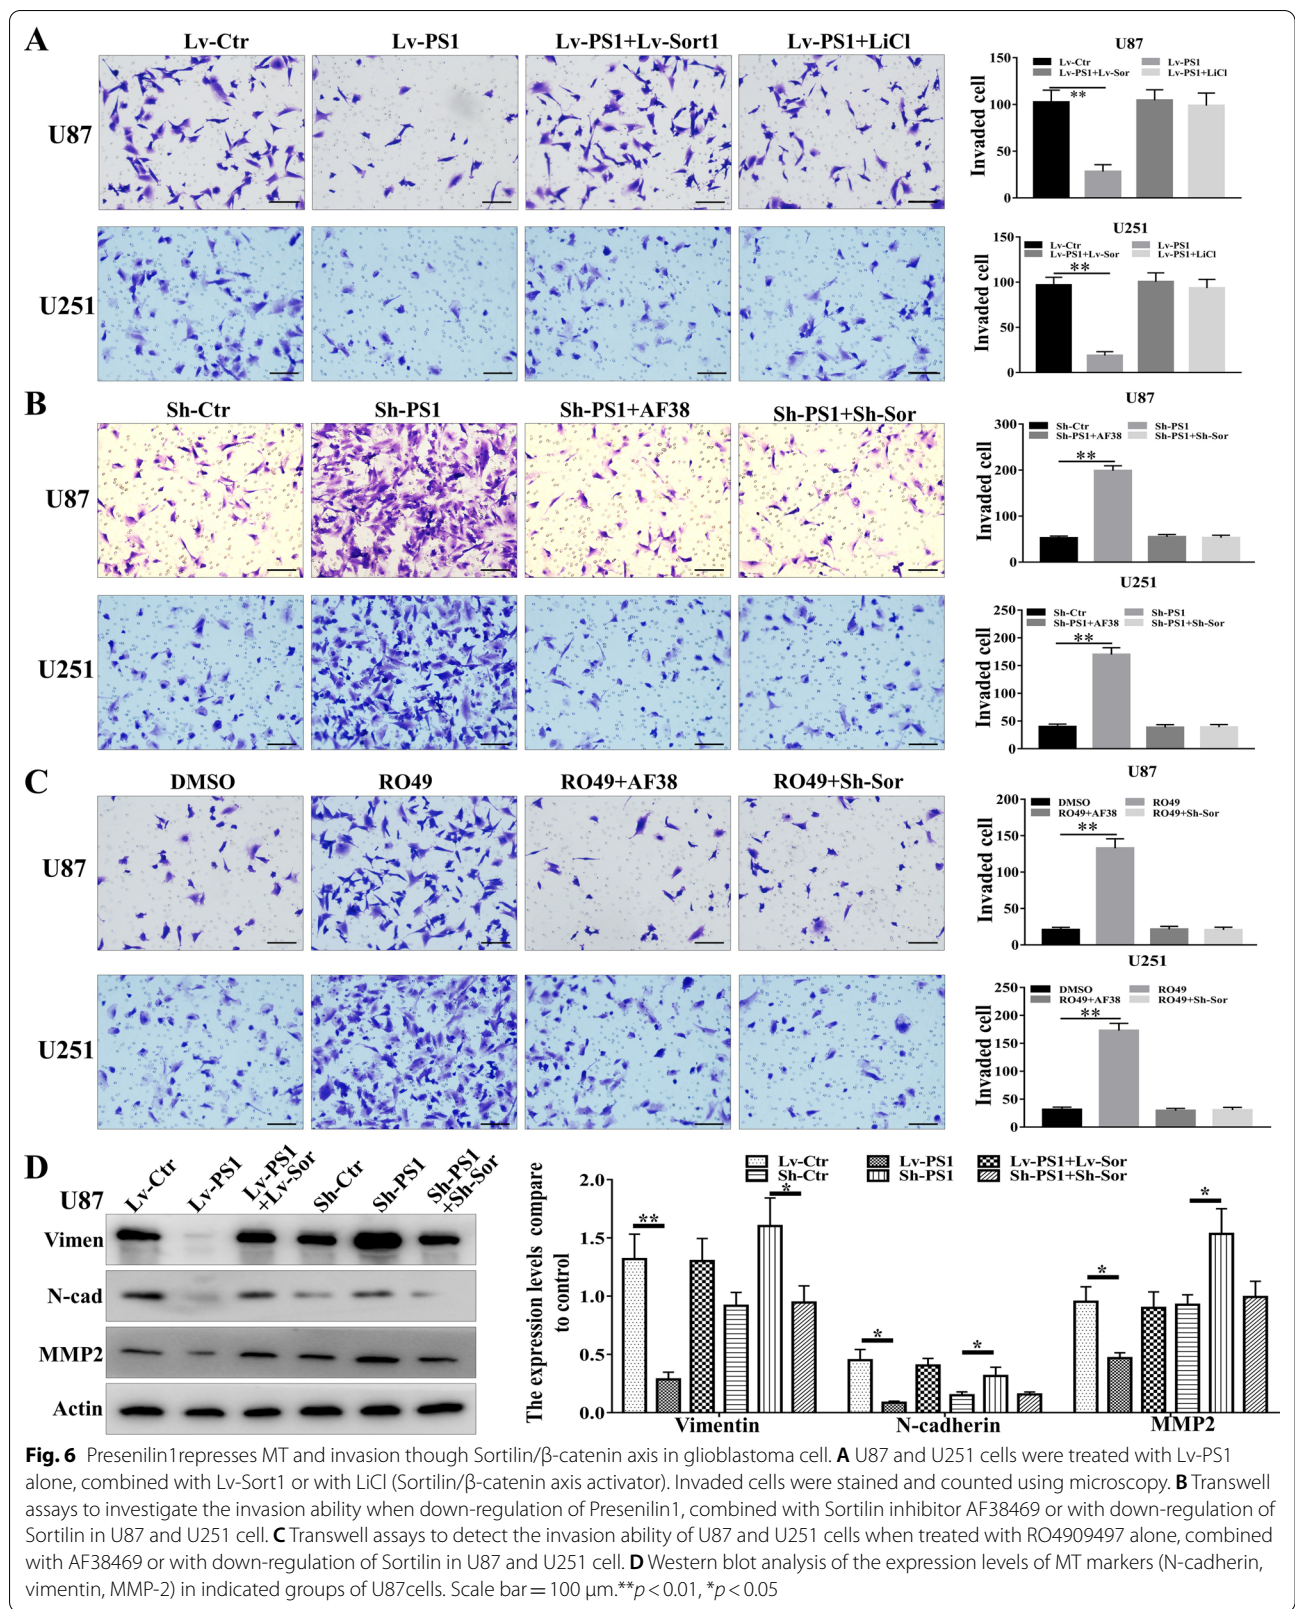 A
Lv-Ctr
Lv-PS1
Lv-PS1+Lv-Sort1
Lv-PS1+LiCl
U87
U251
U87
Lv-Ctr
Lv-PS1
Lv-PS1+Lv-Sor
Lv-PS1+LiCl
**
Invaded cell
150
100
50
0
U251
Lv-Ctr
Lv-PS1
Lv-PS1+Lv-Sor
Lv-PS1+LiCl
**
Invaded cell
150
100
50
0
B
Sh-Ctr
Sh-PS1
Sh-PS1+AF38
Sh-PS1+Sh-Sor
U87
U251
U87
Sh-Ctr
Sh-PS1
Sh-PS1+AF38
Sh-PS1+Sh-Sor
**
Invaded cell
300
200
100
0
U251
Sh-Ctr
Sh-PS1
Sh-PS1+AF38
Sh-PS1+Sh-Sor
**
Invaded cell
250
200
150
100
50
0
C
DMSO
RO49
RO49+AF38
RO49+Sh-Sor
U87
U251
U87
DMSO
RO49
RO49+AF38
RO49+Sh-Sor
**
Invaded cell
200
150
100
50
0
U251
DMSO
RO49
RO49+AF38
RO49+Sh-Sor
**
Invaded cell
250
200
150
100
50
0
D
U87
Lv-Ctr
Lv-PS1
Lv-PS1
+Lv-Sor
Sh-Ctr
Sh-PS1
Sh-PS1
+Sh-Sor
Vimen
N-cad
MMP2
Actin
Lv-Ctr
Lv-PS1
Lv-PS1+Lv-Sor
Sh-Ctr
Sh-PS1
Sh-PS1+Sh-Sor
The expression levels compare
to control
2.0
1.5
1.0
0.5
0.0
**
*
*
*
*
*
Vimentin
N-cadherin
MMP2
Fig. 6 Presenilin1represses MT and invasion though Sortilin/β-catenin axis in glioblastoma cell. A U87 and U251 cells were treated with Lv-PS1
alone, combined with Lv-Sort1 or with LiCl (Sortilin/β-catenin axis activator). Invaded cells were stained and counted using microscopy. B Transwell
assays to investigate the invasion ability when down-regulation of Presenilin1, combined with Sortilin inhibitor AF38469 or with down-regulation of
Sortilin in U87 and U251 cell. C Transwell assays to detect the invasion ability of U87 and U251 cells when treated with RO4909497 alone, combined
with AF38469 or with down-regulation of Sortilin in U87 and U251 cell. D Western blot analysis of the expression levels of MT markers (N-cadherin,
vimentin, MMP-2) in indicated groups of U87cells. Scale bar = 100 μm.**p < 0.01, *p < 0.05